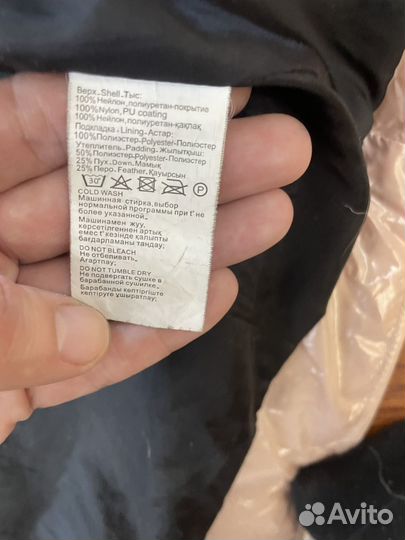 Верх.Shell.Тыс:
100%Нейлон,полиуретан-покрытие
100%Nylon,PU coating
100%Нейлон,полиуретан-қақлақ
Подкладка.Lining.Астар:
100%Полиэстер-Polyester-Полиэстер
Утеплитель.Padding.Жылытқыш:
50%Полиэстер-Polyester-Полиэстер
25% Пух.Down.Мамық
25% Перо.Feather.Қауырсын
30° P
COLD WASH
Машинная стирка,выбор
нормальной программы при t°не
более указанной.
Машинамен жуу,
көрсетілгеннен артық
емес t°кезінде қалыпты
бағдарламаны таңдау;
DO NOT BLEACH
Не отбеливать.
Ағартпау;
DO NOT TUMBLE DRY
Не подвергать сушке в
барабанной сушилке.
Барабанды кептіргіште
кептіруге ұшыратпау.
Avito